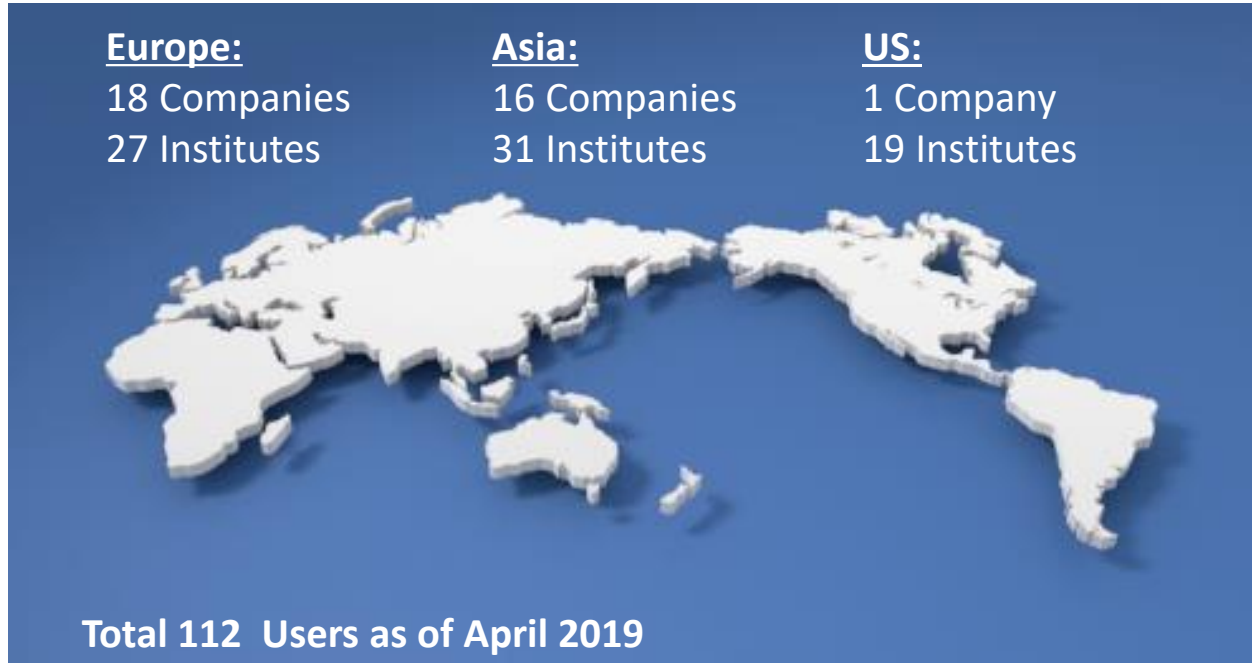 Europe:
18 Companies
27 Institutes
Asia:
16 Companies
31 Institutes
US:
1 Company
19 Institutes
Total 112 Users as of April 2019